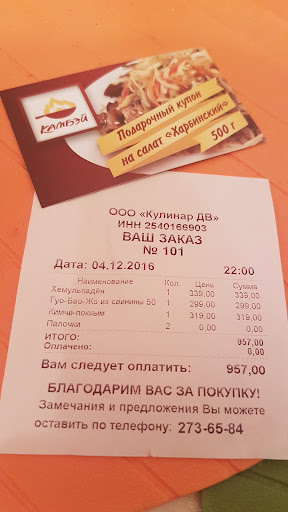 КАМБЭЙ
Подарочный купон
на салат «Харбинский»
500 г
ООО «Кулинар ДВ»
ИНН 2540166903
ВАШ ЗАКАЗ
№ 101
Дата: 04.12.2016 22:00
Наименование Кол. Цена Сумма
Хемульпадён 1 339,00 339,00
Гуо-Бао-Жо из свинины 50 1 299,00 299,00
Кимчи-поккым 1 319,00 319,00
Палочки 2 0,00 0,00
ИТОГО: 957,00
Оплачено: 0,00
Вам следует оплатить: 957,00
БЛАГОДАРИМ ВАС ЗА ПОКУПКУ!
Замечания и предложения Вы можете
оставить по телефону: 273-65-84